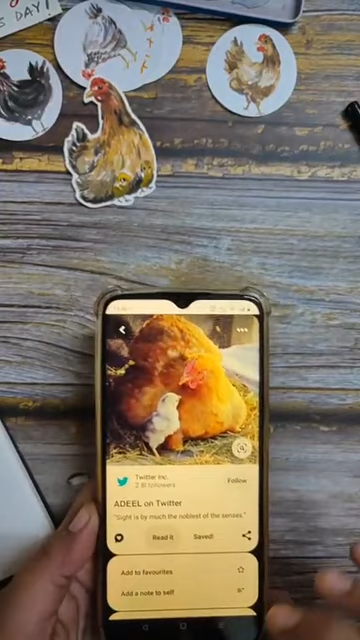 S DAY!
Twitter Inc.
Follow
ADEEL on Twitter
"Sight is by much the noblest of the senses."
Read it
Saved!
Add to favourites
Add a note to self